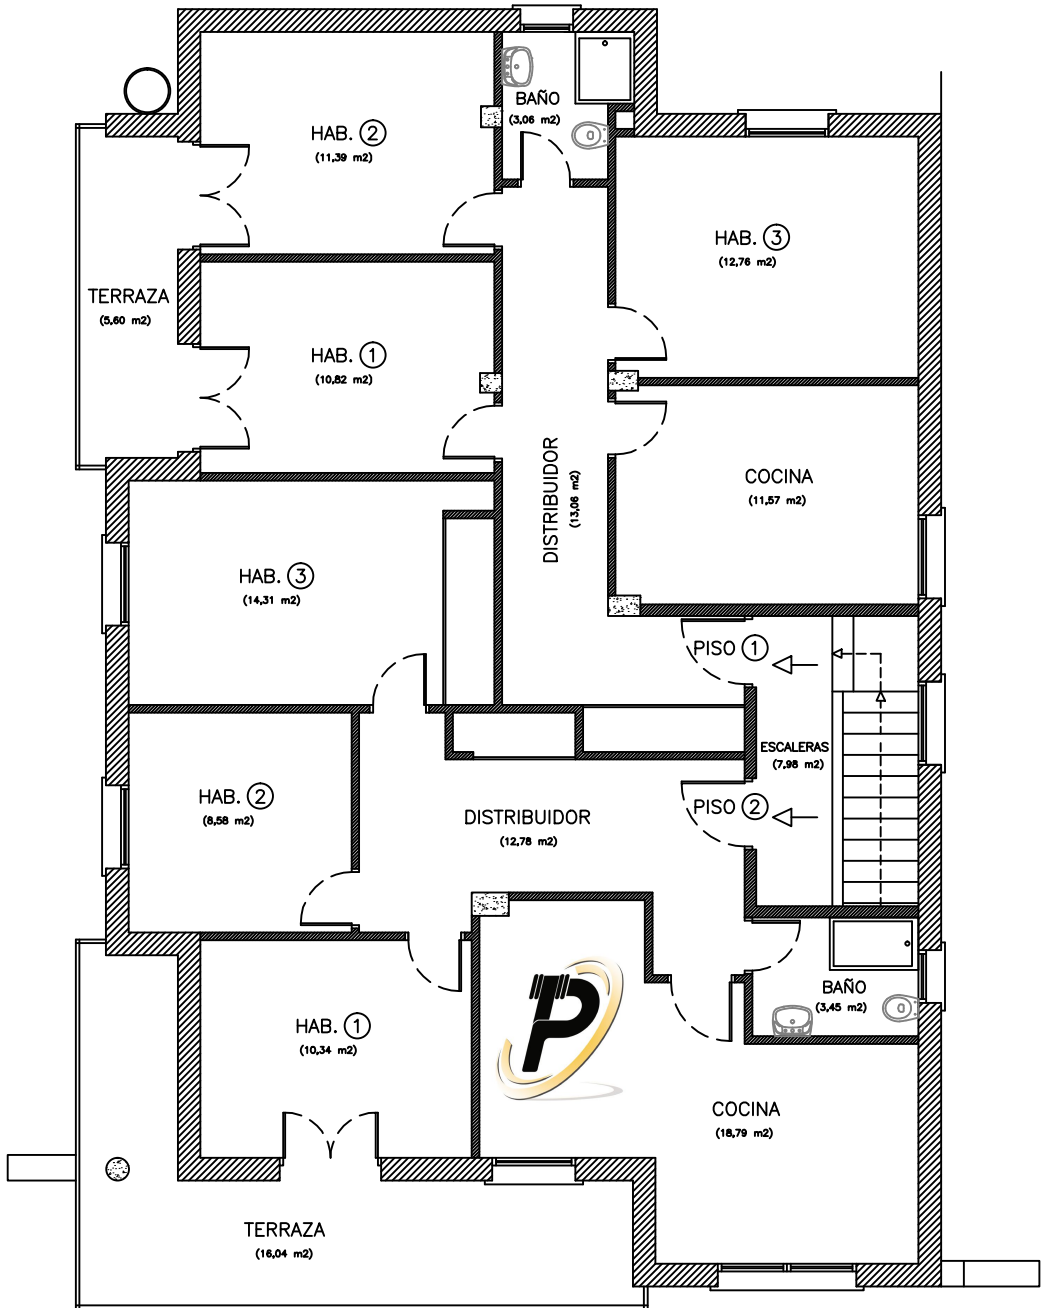 HAB. 2
(11,39 m2)
BAÑO
(3,06 m2)
HAB. 3
(12,76 m2)
TERRAZA
(5,60 m2)
HAB. 1
(10,82 m2)
DISTRIBUIDOR
(13,06 m2)
COCINA
(11,57 m2)
HAB. 3
(14,31 m2)
PISO 1
ESCALERAS
(7,98 m2)
HAB. 2
(8,58 m2)
PISO 2
DISTRIBUIDOR
(12,78 m2)
BAÑO
(3,45 m2)
HAB. 1
(10,34 m2)
P
COCINA
(18,79 m2)
TERRAZA
(16,04 m2)